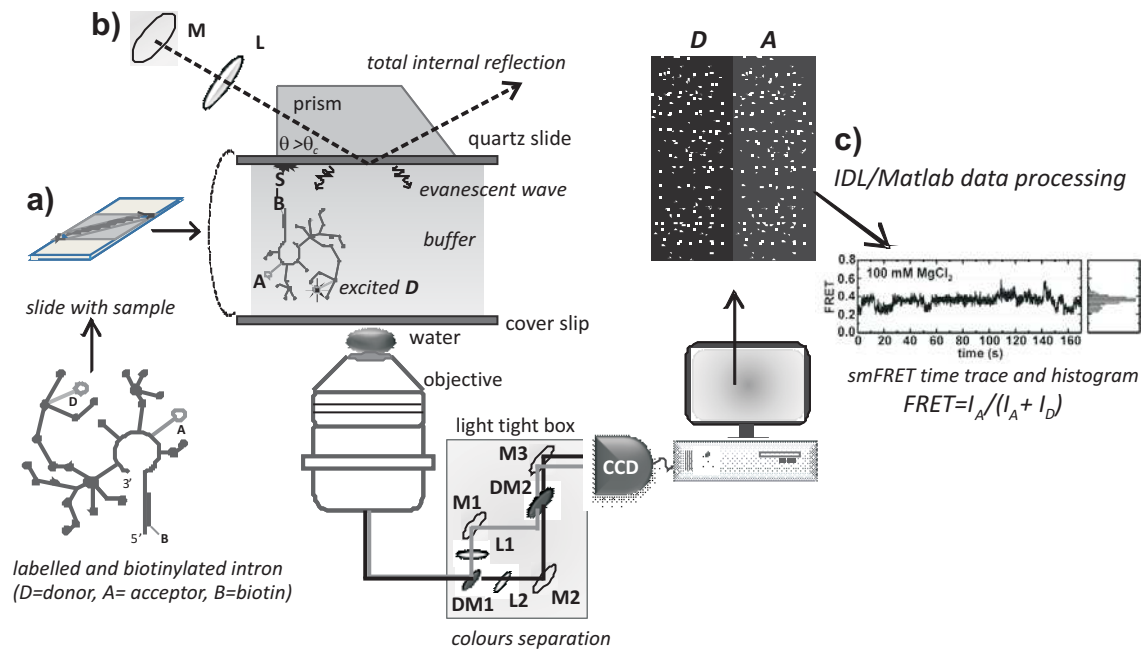 b)
M
L
total internal reflection
prism
θ >θc
quartz slide
S
B
evanescent wave
buffer
A
excited D
cover slip
a)
slide with sample
D
A
3'
5'
B
labelled and biotinylated intron
(D=donor, A= acceptor, B=biotin)
water
objective
light tight box
M3
DM2
M1
L1
DM1
L2
M2
colours separation
CCD
D A
c)
IDL/Matlab data processing
100 mM MgCl2
FRET
0.8
0.6
0.4
0.2
0.0
0 20 40 60 80 100 120 140 160
time (s)
smFRET time trace and histogram
FRET=IA/(IA+ ID)